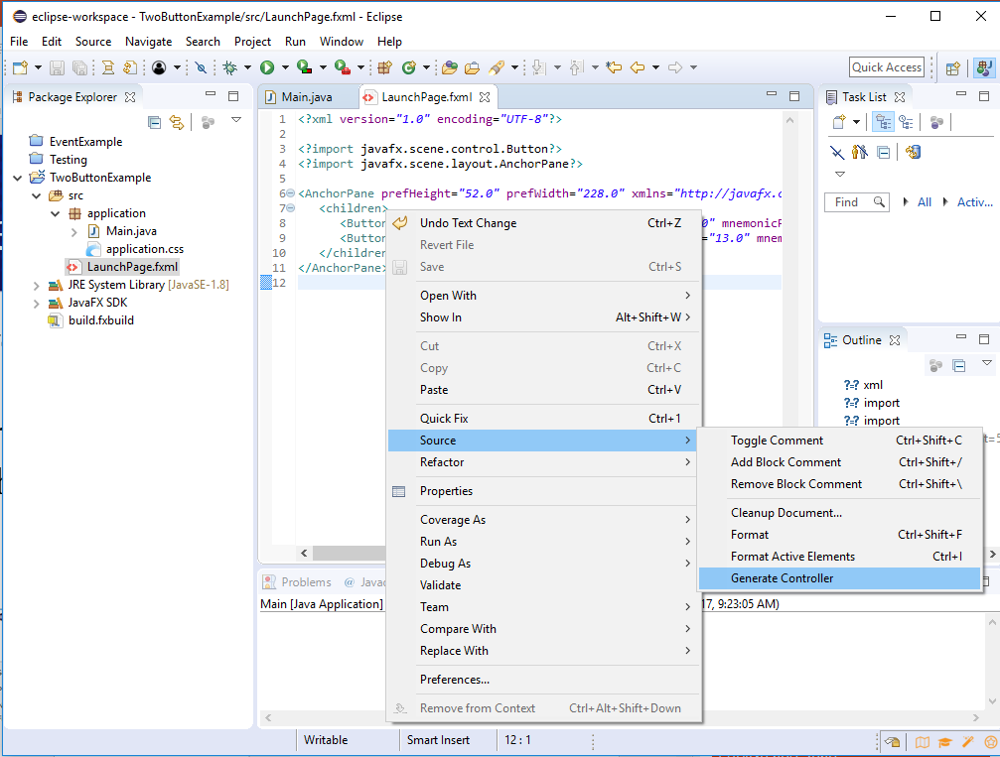 eclipse-workspace - TwoButtonExample/src/LaunchPage.fxml - Eclipse
File Edit Source Navigate Search Project Run Window Help
Quick Access
Package Explorer
EventExample
Testing
TwoButtonExample
src
application
Main.java
application.css
LaunchPage.fxml
JRE System Library [JavaSE-1.8]
JavaFX SDK
build.fxbuild
Main.java LaunchPage.fxml
1 <?xml version="1.0" encoding="UTF-8"?>
2
3 <?import javafx.scene.control.Button?>
4 <?import javafx.scene.layout.AnchorPane?>
5
6 <AnchorPane prefHeight="52.0" prefWidth="228.0" xmlns="http://javafx.c
7 <children>
8 <Button 0" mnemonicP
9 <Button ="13.0" mnem
10 </children
11 </AnchorPane>
12
Undo Text Change Ctrl+Z
Revert File
Save Ctrl+S
Open With
Show In Alt+Shift+W
Cut Ctrl+X
Copy Ctrl+C
Paste Ctrl+V
Quick Fix Ctrl+1
Source
Refactor
Properties
Coverage As
Run As
Debug As
Validate
Team
Compare With
Replace With
Preferences...
Remove from Context Ctrl+Alt+Shift+Down
Toggle Comment Ctrl+Shift+C
Add Block Comment Ctrl+Shift+/
Remove Block Comment Ctrl+Shift+\
Cleanup Document...
Format Ctrl+Shift+F
Format Active Elements Ctrl+I
Generate Controller
Task List
Find All Activ...
Outline
?=? xml
?=? import
?=? import
t=5
Problems @ Javad
Main [Java Application] 17, 9:23:05 AM)
Writable Smart Insert 12 : 1